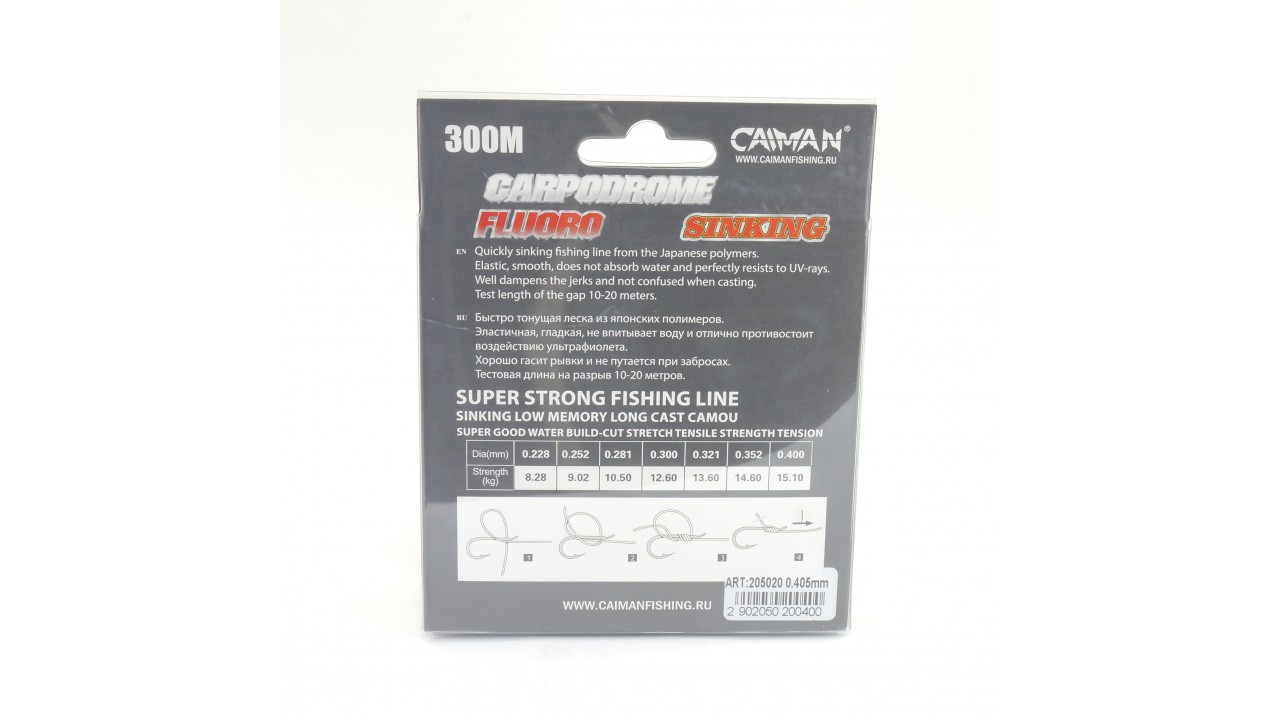 300M
CAIMAN®
WWW.CAIMANFISHING.RU
CARPODROME
FLUORO SINKING
EN Quickly sinking fishing line from the Japanese polymers.
Elastic, smooth, does not absorb water and perfectly resists to UV-rays.
Well dampens the jerks and not confused when casting.
Test length of the gap 10-20 meters.
RU Быстро тонущая леска из японских полимеров.
Эластичная, гладкая, не впитывает воду и отлично противостоит
воздействию ультрафиолета.
Хорошо гасит рывки и не путается при забросах.
Тестовая длина на разрыв 10-20 метров.
SUPER STRONG FISHING LINE
SINKING LOW MEMORY LONG CAST CAMOU
SUPER GOOD WATER BUILD-CUT STRETCH TENSILE STRENGTH TENSION
Dia(mm) 0.228 0.252 0.281 0.300 0.321 0.352 0.400
Strength (kg) 8.28 9.02 10.50 12.60 13.60 14.60 15.10
1 2 3 4
ART:205020 0.405mm
2 902050 200400
WWW.CAIMANFISHING.RU